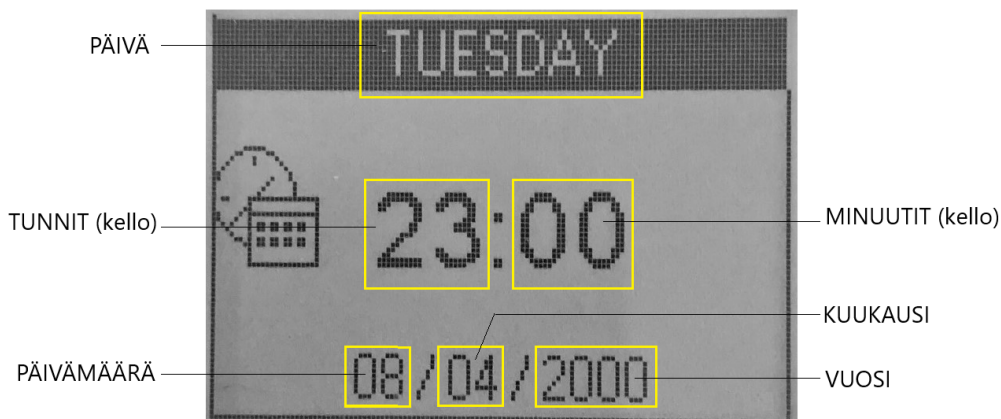 PÄIVÄ TUESDAY
TUNNIT (kello) 23:00 MINUUTIT (kello)
KUUKAUSI
PÄIVÄMÄÄRÄ 08/04/2000 VUOSI